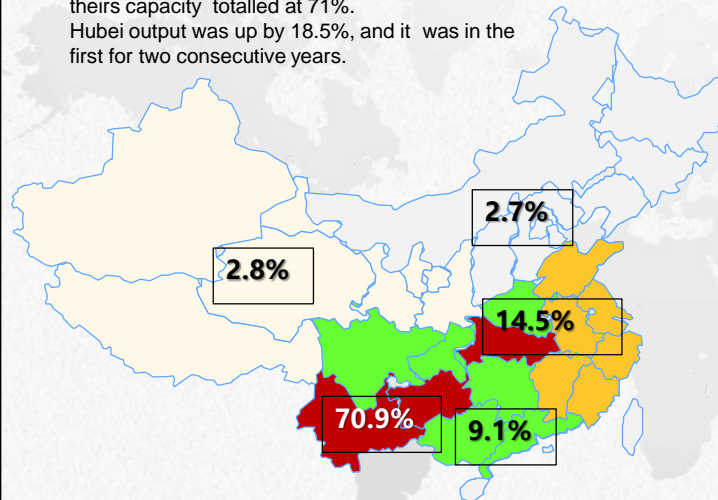 theirs capacity totalled at 71%.
Hubei output was up by 18.5%, and it was in the
first for two consecutive years.
2.7%
2.8%
14.5%
70.9%
9.1%